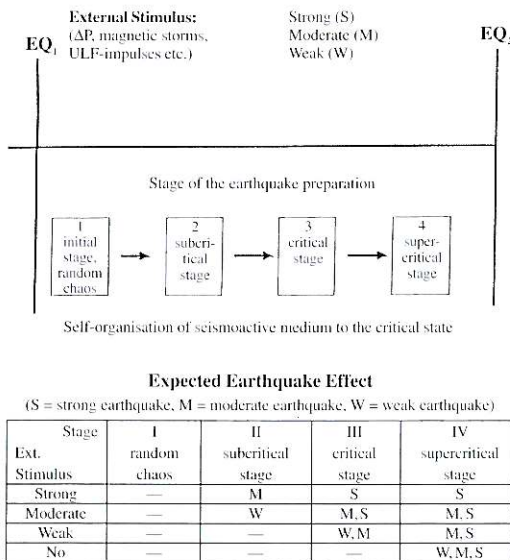 External Stimulus: Strong (S)
(ΔP, magnetic storms, Moderate (M)
EQ₁ ULF-impulses etc.) Weak (W) EQ
Stage of the earthquake preparation
1 2 3 4
initial subcri- critical super-
stage, tical stage critical
random stage stage
chaos
Self-organisation of seismoactive medium to the critical state
Expected Earthquake Effect
(S = strong earthquake, M = moderate earthquake, W = weak earthquake)
Stage I II III IV
Ext. random subcritical critical supercritical
Stimulus chaos stage stage stage
Strong — M S S
Moderate — W M, S M, S
Weak — — W, M M, S
No — — — W, M, S